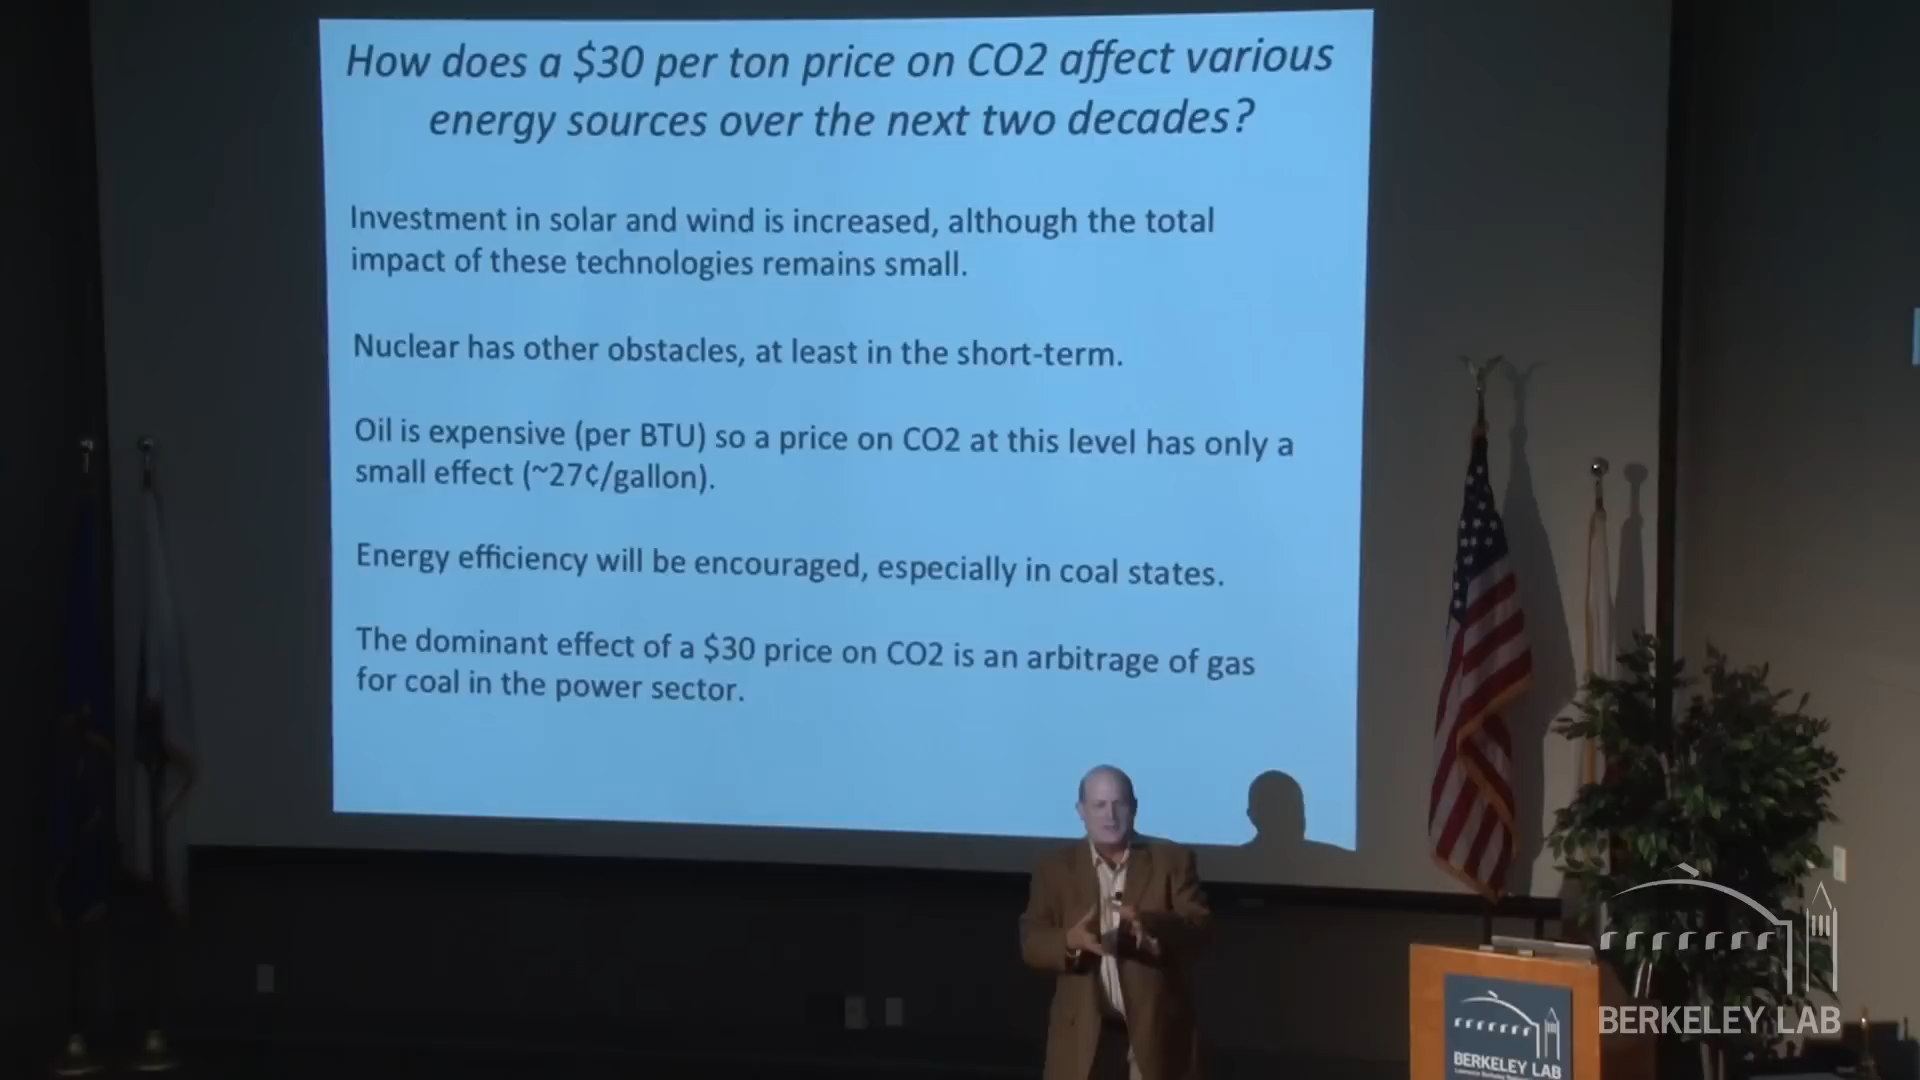 How does a $30 per ton price on CO2 affect various
energy sources over the next two decades?
Investment in solar and wind is increased, although the total
impact of these technologies remains small.
Nuclear has other obstacles, at least in the short-term.
Oil is expensive (per BTU) so a price on CO2 at this level has only a
small effect (~27¢/gallon).
Energy efficiency will be encouraged, especially in coal states.
The dominant effect of a $30 price on CO2 is an arbitrage of gas
for coal in the power sector.
BERKELEY LAB
BERKELEY LAB